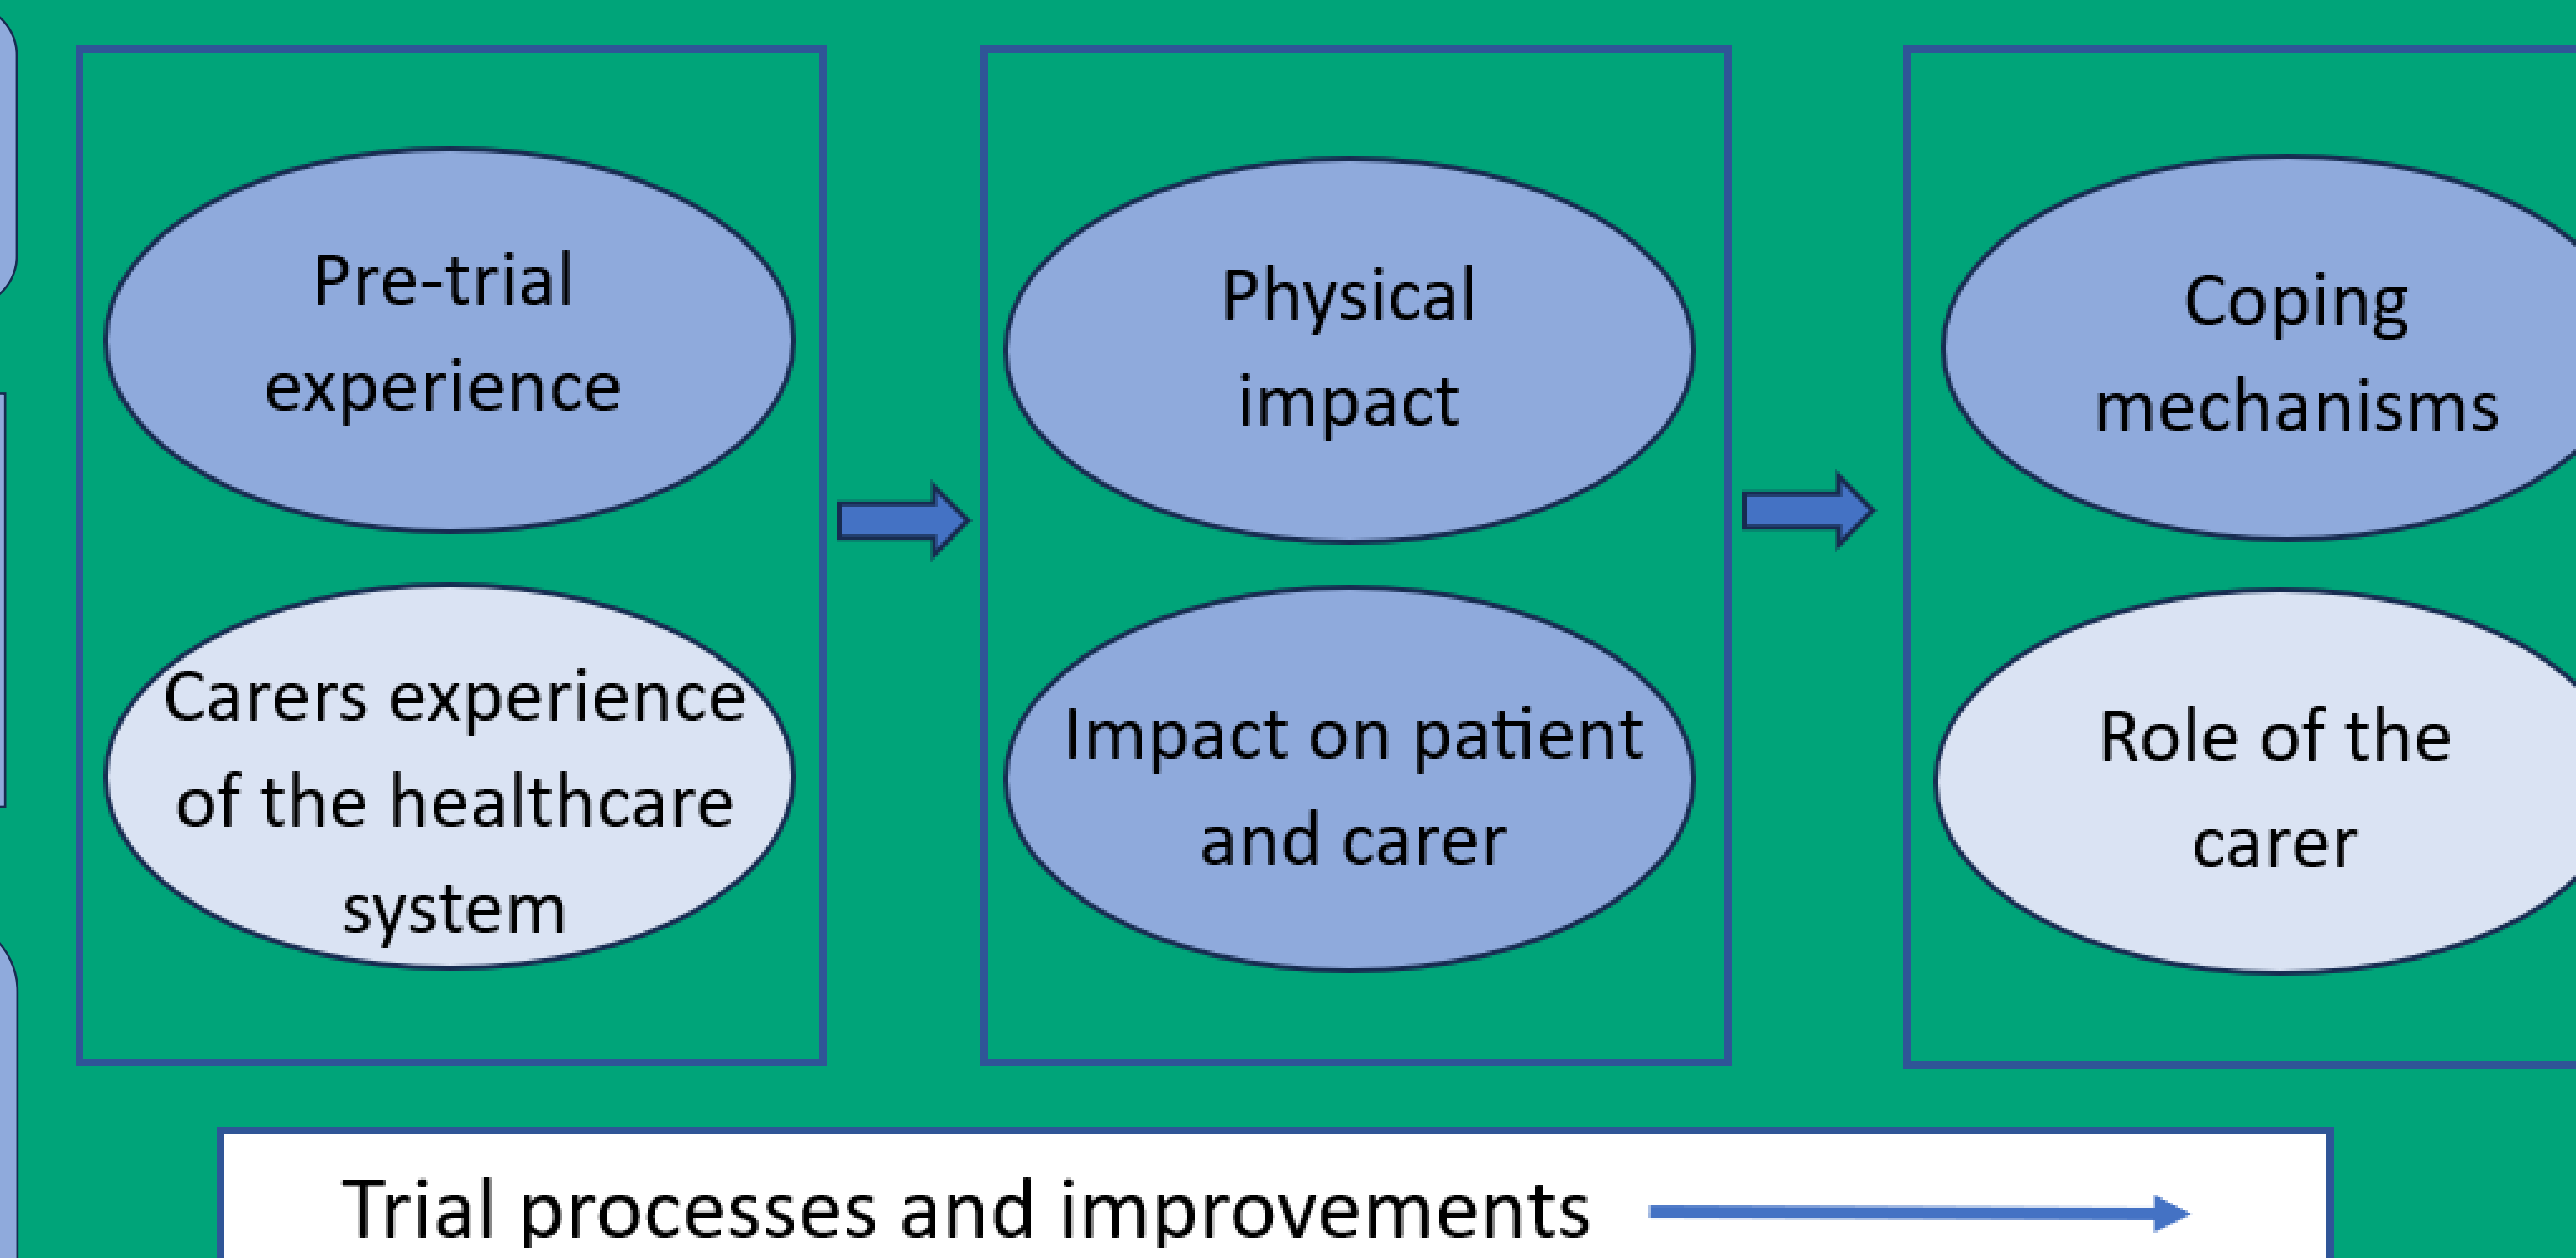 Pre-trial
experience
Carers experience
of the healthcare
system
Physical
impact
Impact on patient
and carer
Coping
mechanisms
Role of the
carer
Trial processes and improvements